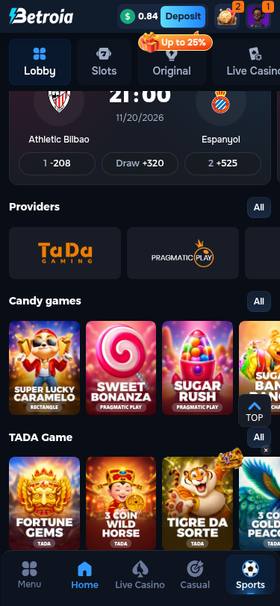 Betroia
$ 0.84 Deposit
2
1
Up to 25%
Lobby
Slots
Original
Live Casino
21:00
11/20/2026
Athletic Bilbao
Espanyol
1 -208
Draw +320
2 +525
Providers
All
TaDa
GAMING
PRAGMATIC PLAY
Candy games
All
SUPER LUCKY
CARAMELO
RECTANGLE
SWEET
BONANZA
PRAGMATIC PLAY
SUGAR
RUSH
PRAGMATIC PLAY
TOP
TADA Game
All
FORTUNE
GEMS
TADA
3 COIN
WILD
HORSE
TADA
TIGRE DA
SORTE
TADA
Menu
Home
Live Casino
Casual
Sports